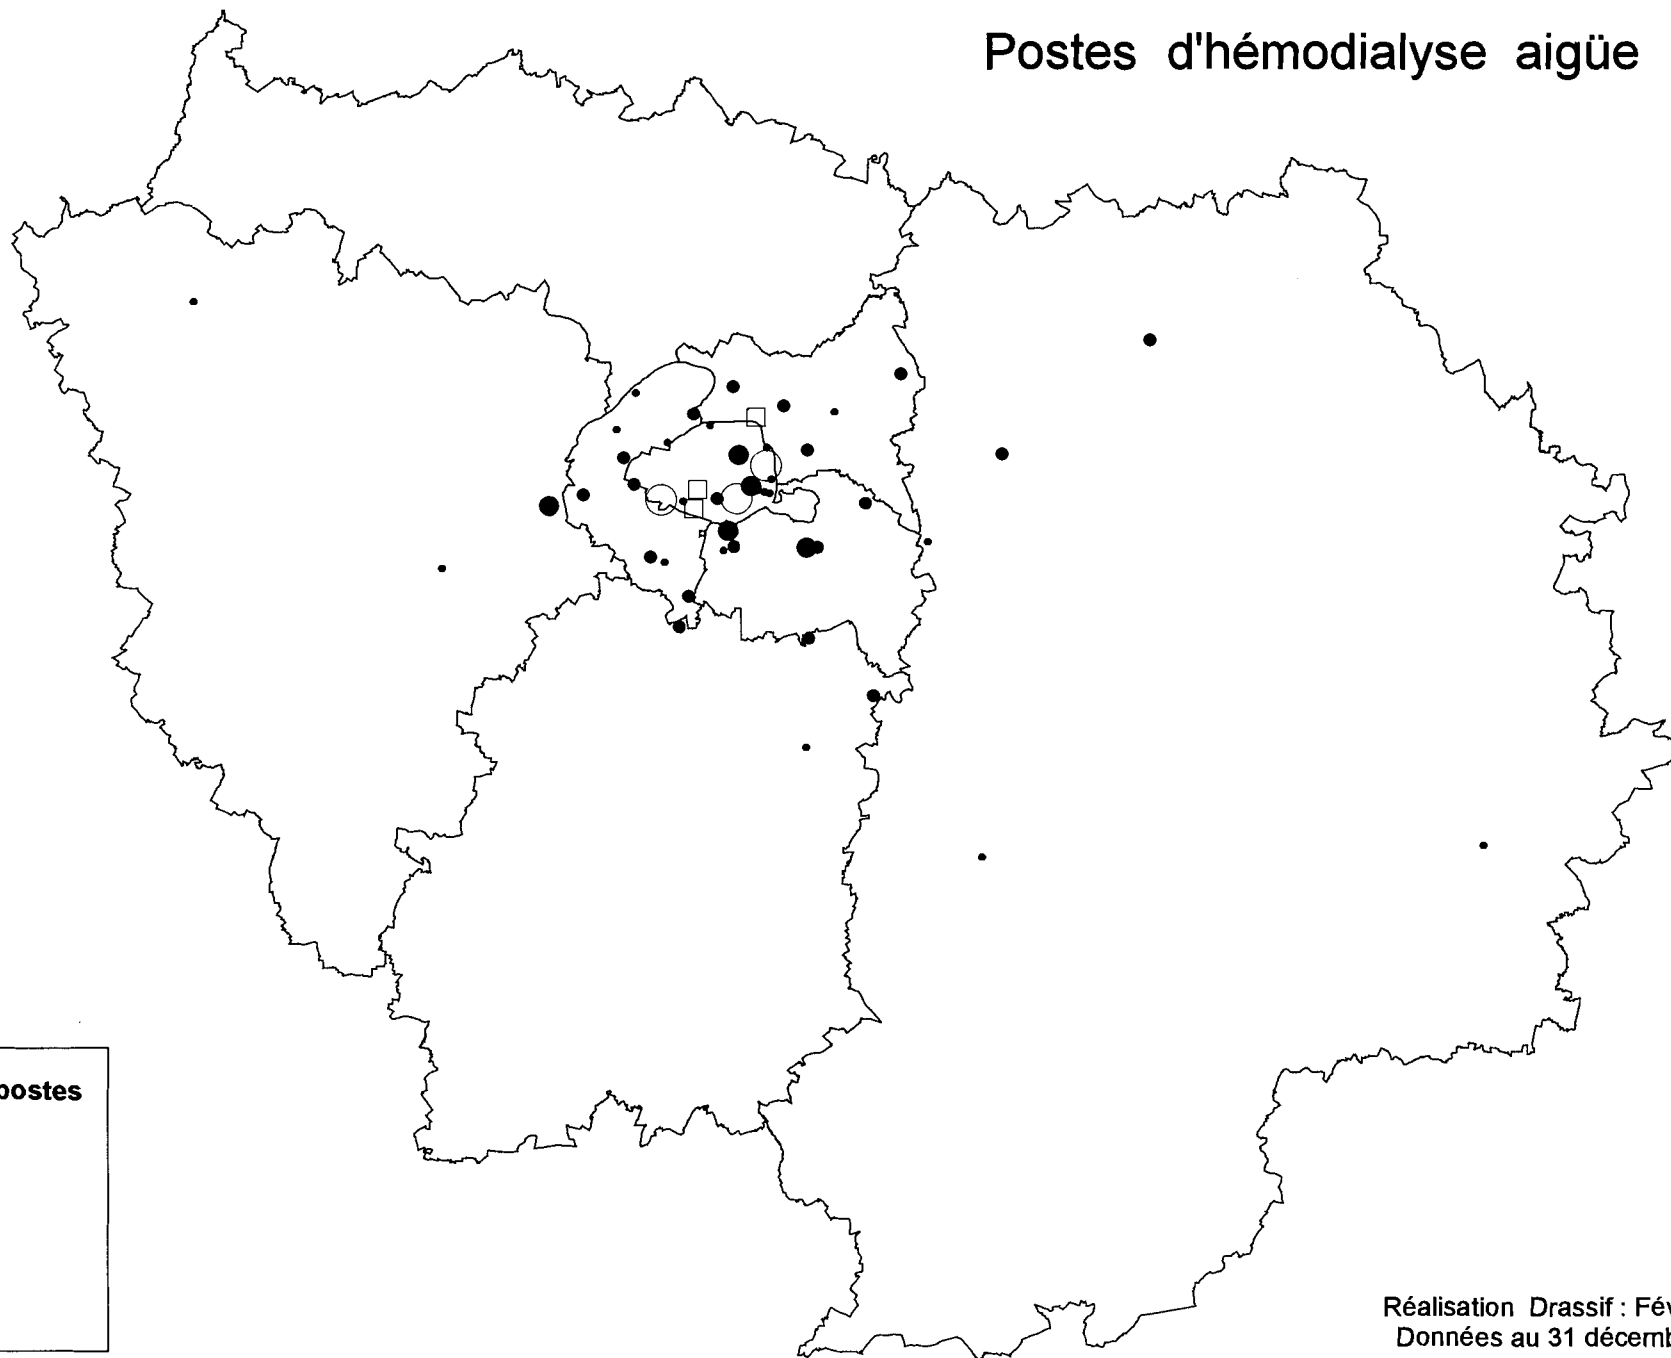 Postes d'hémodialyse aigüe
postes
Réalisation Drassif : Fév
Données au 31 décemb